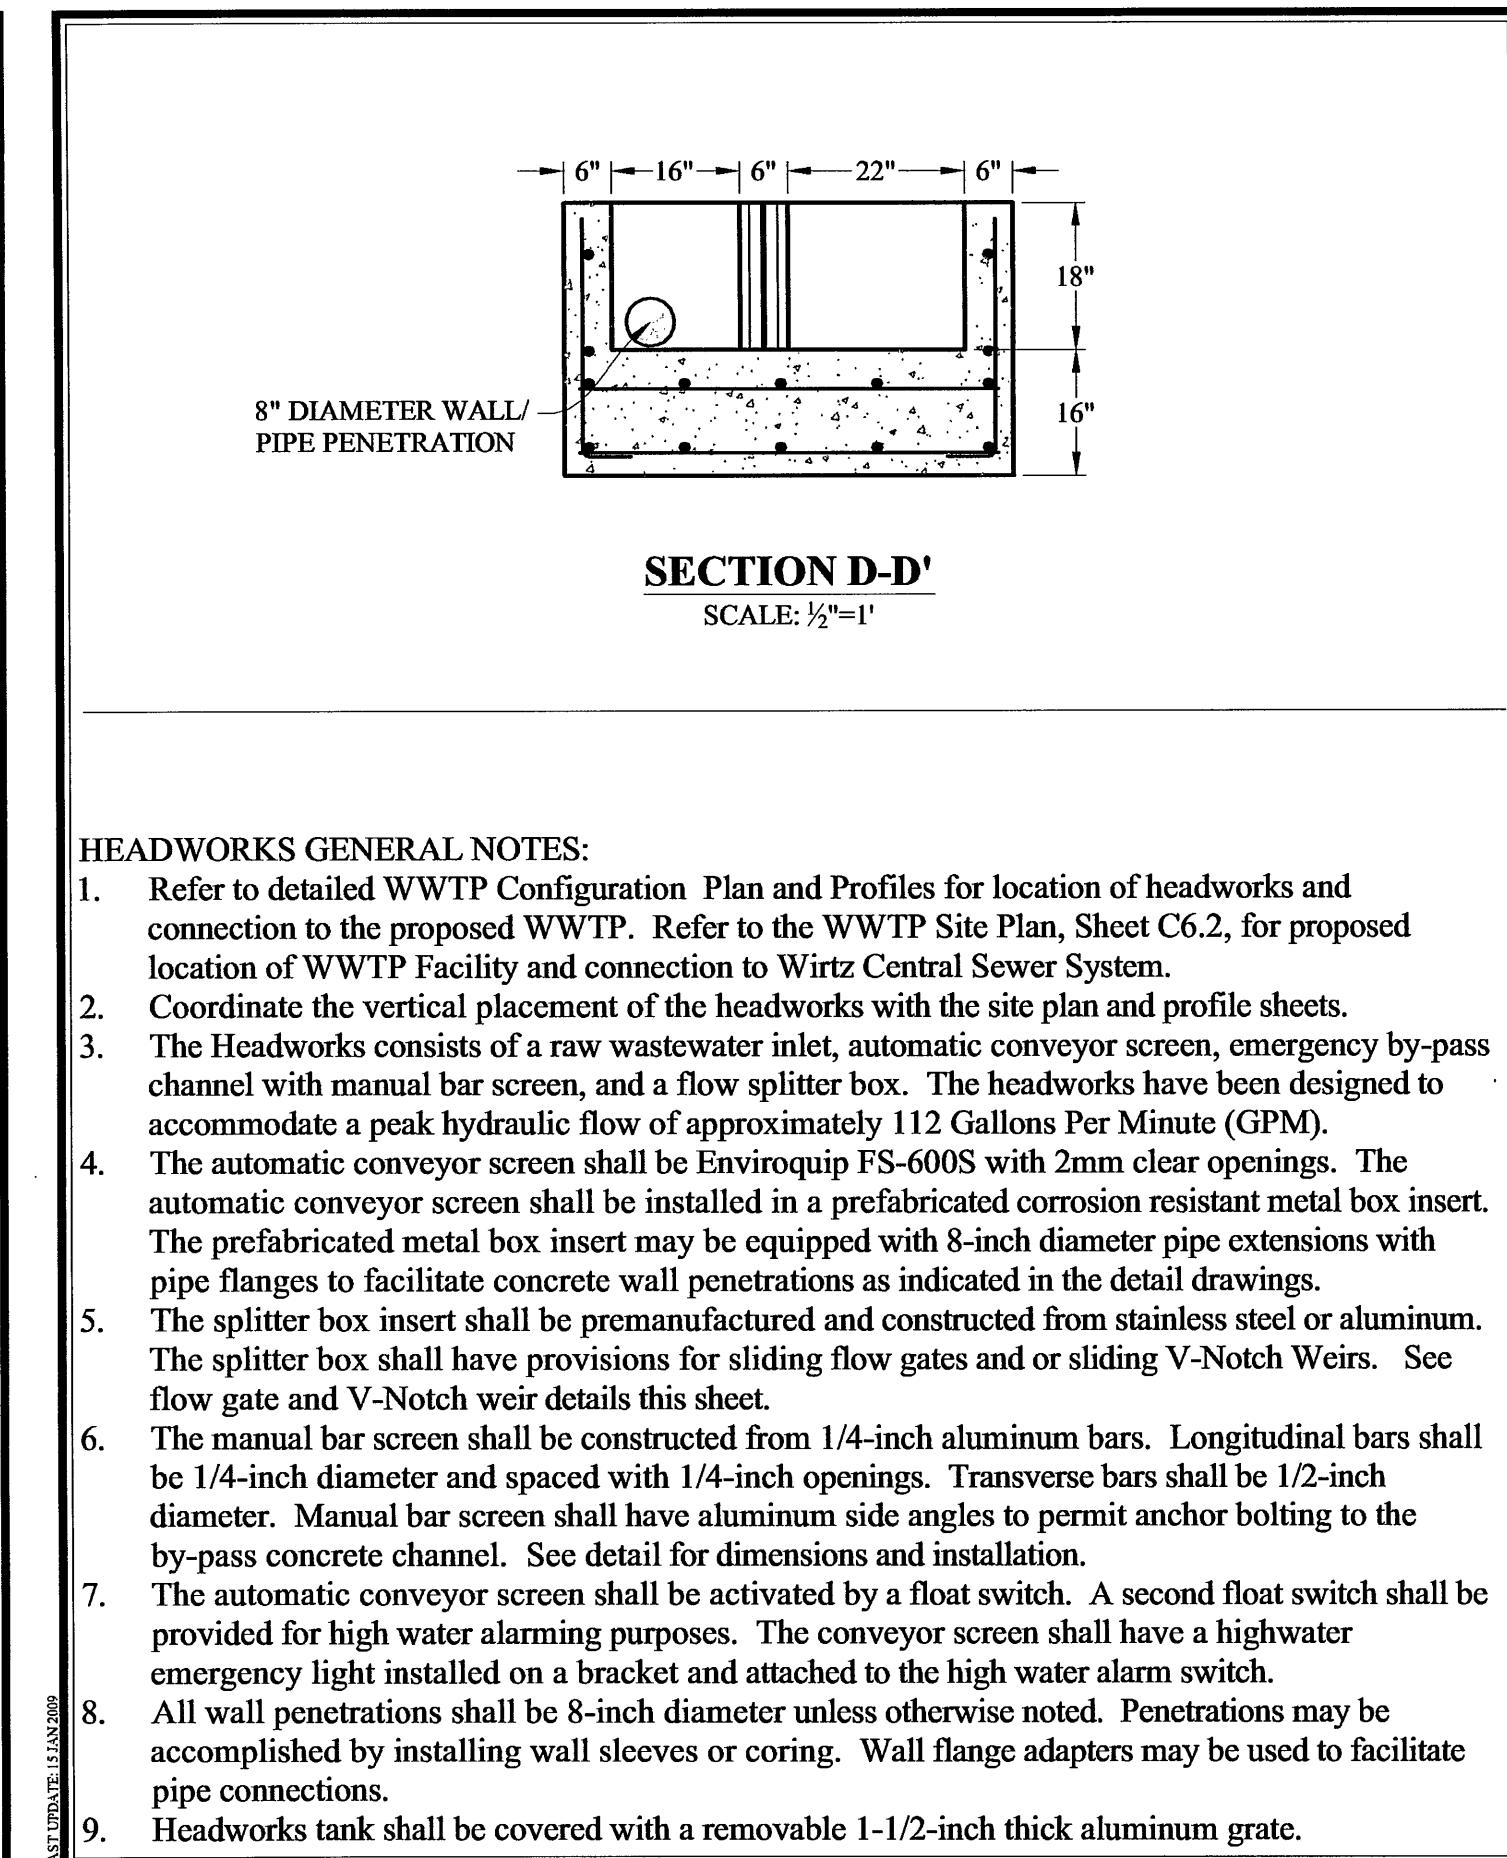 6" 16" 6" 22" 6"
18"
16"
8" DIAMETER WALL/
PIPE PENETRATION
SECTION D-D'
SCALE: ½"=1'
HEADWORKS GENERAL NOTES:
1. Refer to detailed WWTP Configuration Plan and Profiles for location of headworks and
connection to the proposed WWTP. Refer to the WWTP Site Plan, Sheet C6.2, for proposed
location of WWTP Facility and connection to Wirtz Central Sewer System.
2. Coordinate the vertical placement of the headworks with the site plan and profile sheets.
3. The Headworks consists of a raw wastewater inlet, automatic conveyor screen, emergency by-pass
channel with manual bar screen, and a flow splitter box. The headworks have been designed to
accommodate a peak hydraulic flow of approximately 112 Gallons Per Minute (GPM).
4. The automatic conveyor screen shall be Enviroquip FS-600S with 2mm clear openings. The
automatic conveyor screen shall be installed in a prefabricated corrosion resistant metal box insert.
The prefabricated metal box insert may be equipped with 8-inch diameter pipe extensions with
pipe flanges to facilitate concrete wall penetrations as indicated in the detail drawings.
5. The splitter box insert shall be premanufactured and constructed from stainless steel or aluminum.
The splitter box shall have provisions for sliding flow gates and or sliding V-Notch Weirs. See
flow gate and V-Notch weir details this sheet.
6. The manual bar screen shall be constructed from 1/4-inch aluminum bars. Longitudinal bars shall
be 1/4-inch diameter and spaced with 1/4-inch openings. Transverse bars shall be 1/2-inch
diameter. Manual bar screen shall have aluminum side angles to permit anchor bolting to the
by-pass concrete channel. See detail for dimensions and installation.
7. The automatic conveyor screen shall be activated by a float switch. A second float switch shall be
provided for high water alarming purposes. The conveyor screen shall have a highwater
emergency light installed on a bracket and attached to the high water alarm switch.
8. All wall penetrations shall be 8-inch diameter unless otherwise noted. Penetrations may be
accomplished by installing wall sleeves or coring. Wall flange adapters may be used to facilitate
pipe connections.
9. Headworks tank shall be covered with a removable 1-1/2-inch thick aluminum grate.
AST UPDATE: 15 JAN 2009